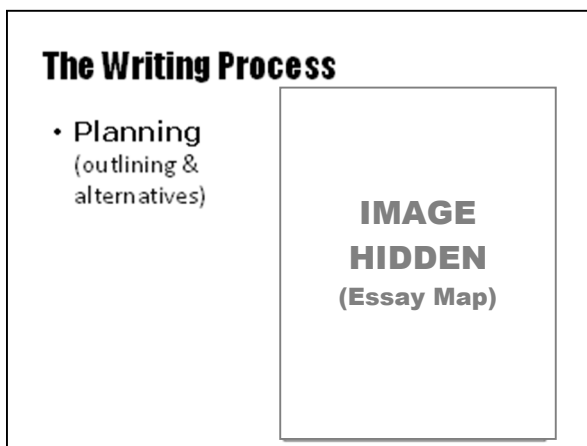 The Writing Process
• Planning
(outlining &
alternatives)
IMAGE
HIDDEN
(Essay Map)